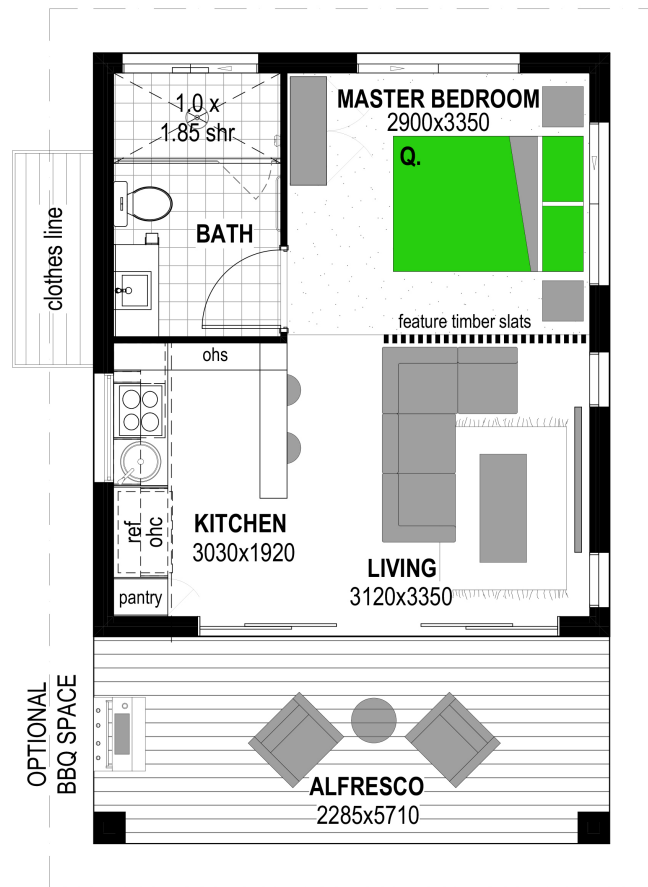 1.0 x
1.85 shr
MASTER BEDROOM
2900x3350
Q.
BATH
clothes line
feature timber slats
ohs
ref
ohc
KITCHEN
3030x1920
LIVING
3120x3350
pantry
OPTIONAL
BBQ SPACE
ALFRESCO
2285x5710